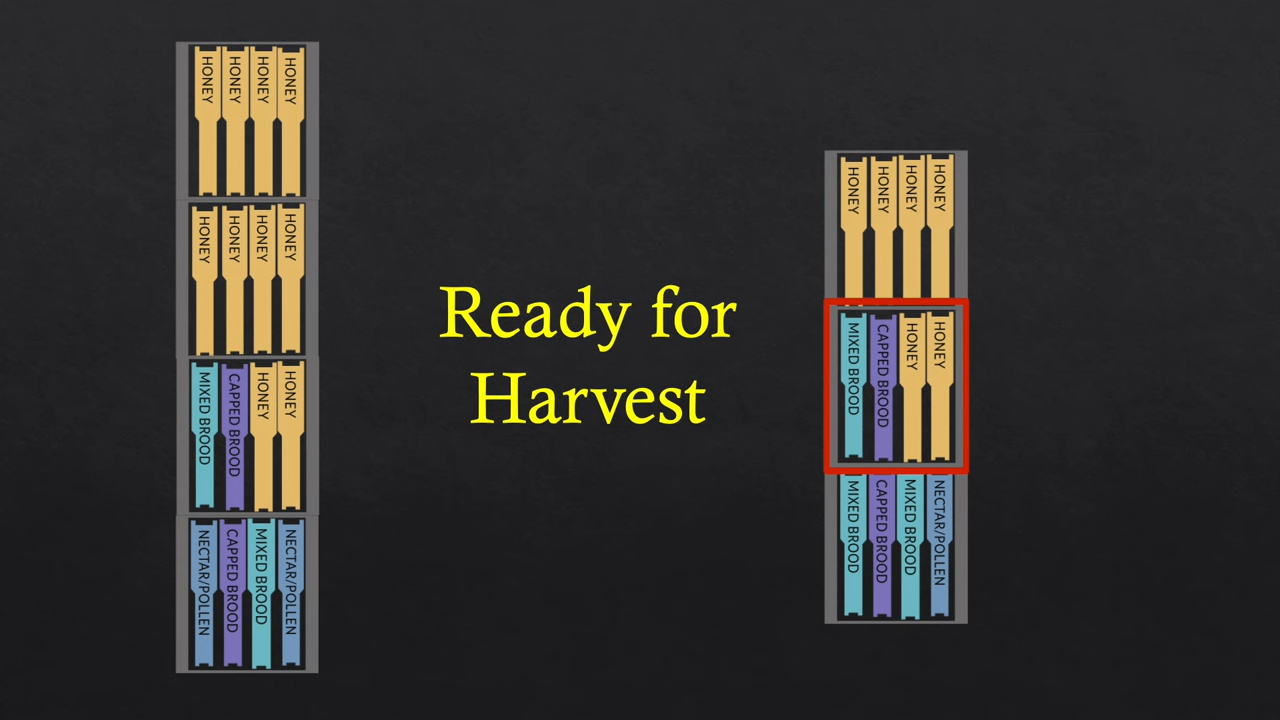 HONEY HONEY HONEY HONEY
HONEY HONEY HONEY HONEY
MIXED BROOD CAPPED BROOD HONEY HONEY
NECTAR/POLLEN CAPPED BROOD MIXED BROOD NECTAR/POLLEN
Ready for
Harvest
HONEY HONEY HONEY HONEY
MIXED BROOD CAPPED BROOD HONEY HONEY
MIXED BROOD CAPPED BROOD MIXED BROOD NECTAR/POLLEN